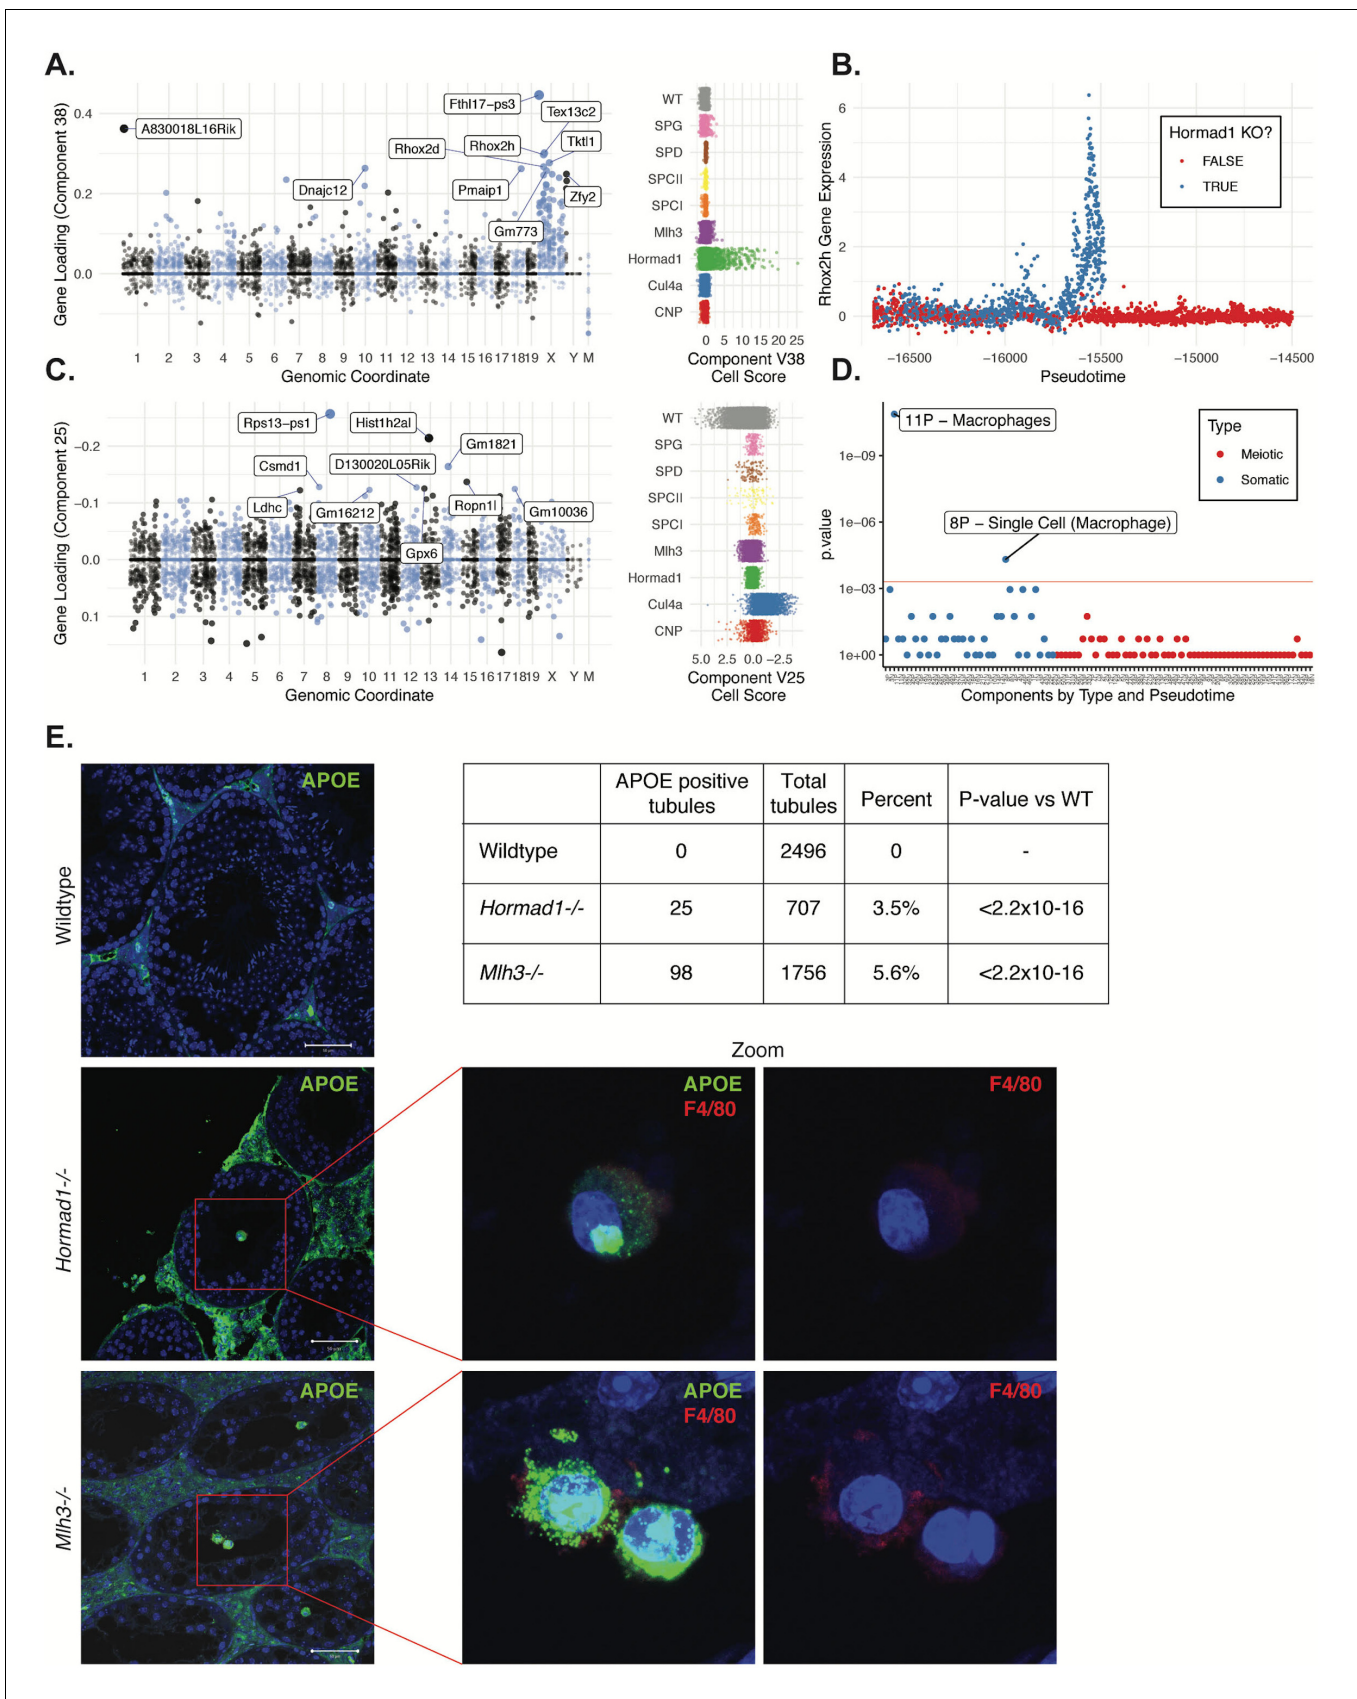 A.
Gene Loading (Component 38)
0.4
0.2
0.0
A830018L16Rik
Fthl17−ps3
Tex13c2
Rhox2d
Rhox2h
Tktl1
Dnajc12
Pmaip1
Zfy2
Gm773
1 2 3 4 5 6 7 8 9 10 11 12 13 14 15 16 17 18 19 X Y M
Genomic Coordinate
WT
SPG
SPD
SPCII
SPCI
Mlh3
Hormad1
Cul4a
CNP
0 5 10 15 20 25
Component V38
Cell Score
B.
Rhox2h Gene Expression
6
4
2
0
Hormad1 KO?
FALSE
TRUE
−16500 −16000 −15500 −15000 −14500
Pseudotime
C.
Gene Loading (Component 25)
−0.2
−0.1
0.0
0.1
Rps13−ps1
Hist1h2al
Gm1821
Csmd1
D130020L05Rik
Ldhc
Gm16212
Ropn1l
Gm10036
Gpx6
1 2 3 4 5 6 7 8 9 10 11 12 13 14 15 16 17 18 19 X Y M
Genomic Coordinate
WT
SPG
SPD
SPCII
SPCI
Mlh3
Hormad1
Cul4a
CNP
5.0 2.5 0.0 −2.5
Component V25
Cell Score
D.
p.value
1e−09
1e−06
1e−03
1e+00
11P − Macrophages
8P − Single Cell (Macrophage)
Type
Meiotic
Somatic
Components by Type and Pseudotime
E.
Wildtype
APOE
APOE positive tubules Total tubules Percent P-value vs WT
Wildtype 0 2496 0 -
Hormad1-/- 25 707 3.5% <2.2x10-16
Mlh3-/- 98 1756 5.6% <2.2x10-16
Zoom
Hormad1-/-
APOE
APOE
F4/80
F4/80
Mlh3-/-
APOE
APOE
F4/80
F4/80